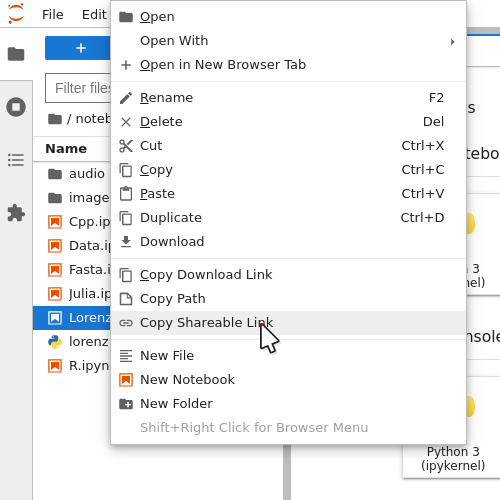 File Edit
Filter files
/ noteb
Name
audio
image
Cpp.ip
Data.ip
Fasta.i
Julia.ip
Lorenz
lorenz
R.ipyn
Open
Open With
Open in New Browser Tab
Rename F2
Delete Del
Cut Ctrl+X
Copy Ctrl+C
Paste Ctrl+V
Duplicate Ctrl+D
Download
Copy Download Link
Copy Path
Copy Shareable Link
New File
New Notebook
New Folder
Shift+Right Click for Browser Menu
s
tebo
3
nel)
nsole
Python 3
(ipykernel)